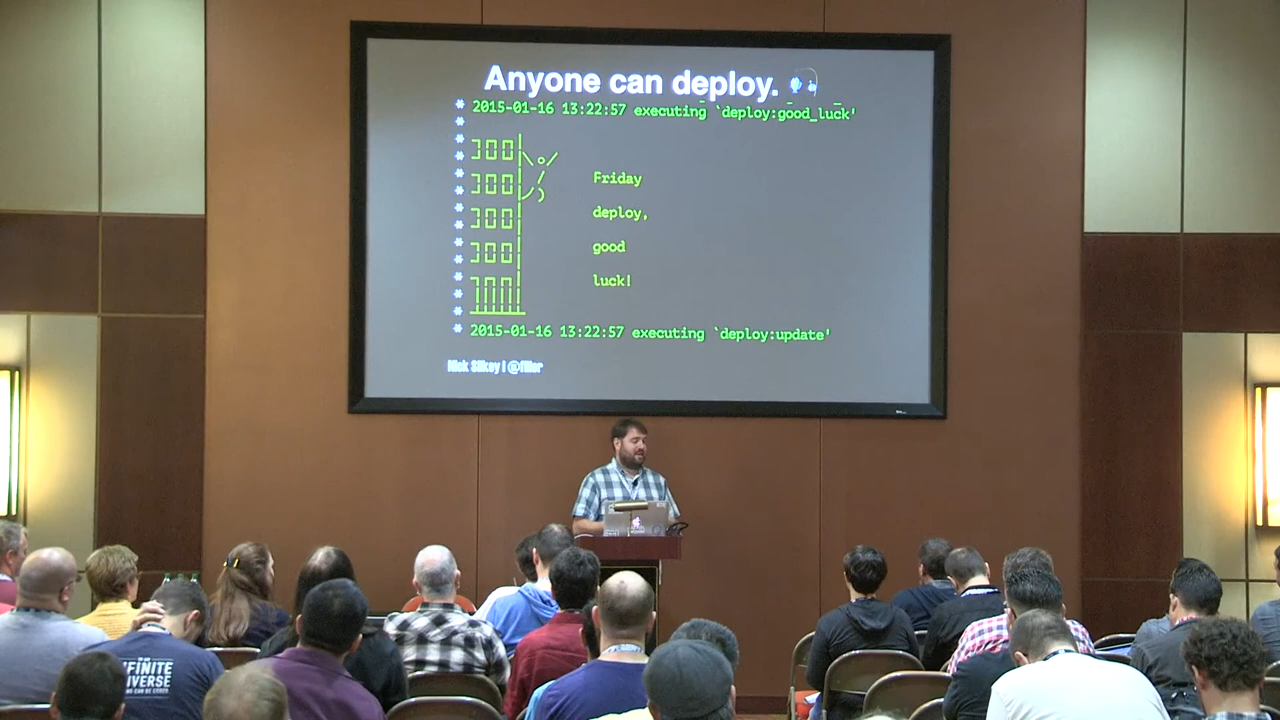 Anyone can deploy.
* 2015-01-16 13:22:57 executing `deploy:good_luck'
Friday
deploy,
good
luck!
* 2015-01-16 13:22:57 executing `deploy:update'
Nick Silkey | @filler